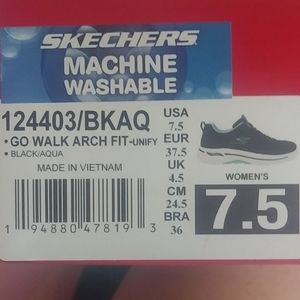 SKECHERS
MACHINE
WASHABLE
124403/BKAQ
• GO WALK ARCH FIT-UNIFY
• BLACK/AQUA
MADE IN VIETNAM
USA
7.5
EUR
37.5
UK
4.5
CM
24.5
BRA
36
WOMEN'S
7.5
1 94880 47819 3